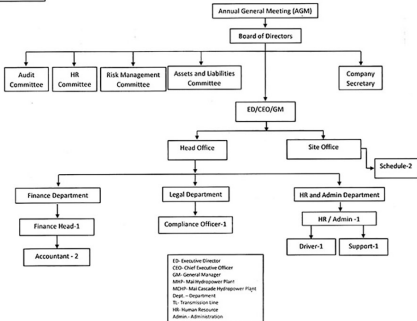 Annual General Meeting (AGM)
Board of Directors
Audit
Committee
HR
Committee
Risk Management
Committee
Assets and Liabilities
Committee
Company
Secretary
ED/CEO/GM
Head Office
Site Office
Schedule-2
Finance Department
Legal Department
HR and Admin Department
Finance Head-1
Compliance Officer-1
HR / Admin -1
Accountant - 2
Driver-1
Support-1
ED- Executive Director
CEO- Chief Executive Officer
GM- General Manager
MHP- Mai Hydropower Plant
MCHP- Mai Cascade Hydropower Plant
Dept. – Department
TL- Transmission Line
HR- Human Resource
Admin - Administration